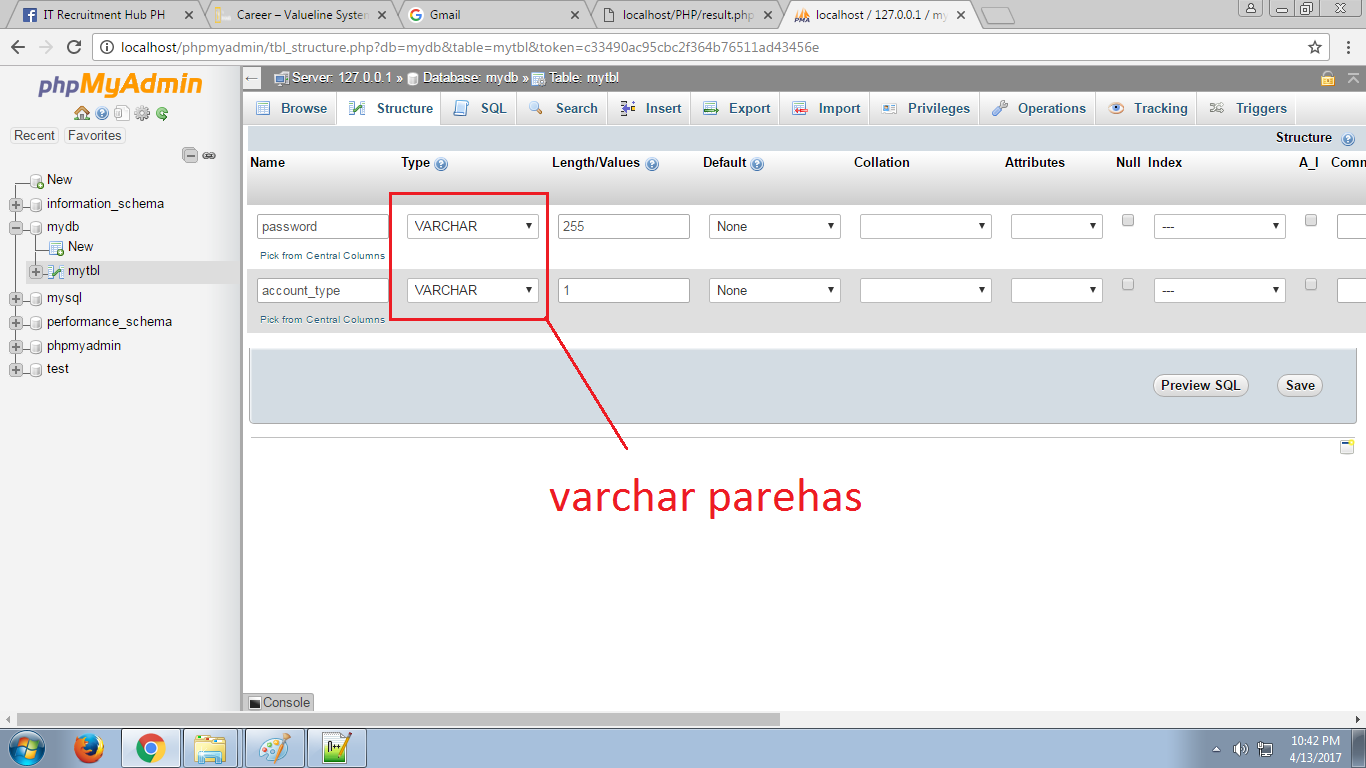 IT Recruitment Hub PH
Career – Valueline System
Gmail
localhost/PHP/result.php
localhost / 127.0.0.1 / my
localhost/phpmyadmin/tbl_structure.php?db=mydb&table=mytbl&token=c33490ac95cbc2f364b76511ad43456e
phpMyAdmin
Recent Favorites
New
information_schema
mydb
New
mytbl
mysql
performance_schema
phpmyadmin
test
Server: 127.0.0.1 » Database: mydb » Table: mytbl
Browse Structure SQL Search Insert Export Import Privileges Operations Tracking Triggers
Structure
Name Type Length/Values Default Collation Attributes Null Index A_I Comm
password VARCHAR 255 None ---
Pick from Central Columns
account_type VARCHAR 1 None ---
Pick from Central Columns
Preview SQL Save
varchar parehas
Console
10:42 PM
4/13/2017